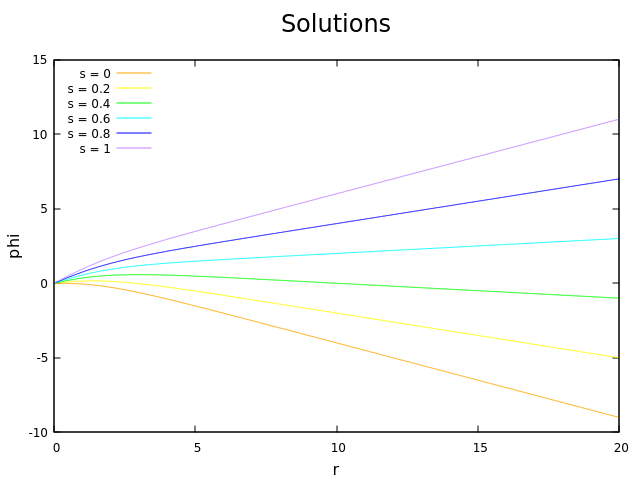 Solutions
15
10
5
0
-5
-10
phi
s = 0
s = 0.2
s = 0.4
s = 0.6
s = 0.8
s = 1
0 5 10 15 20
r